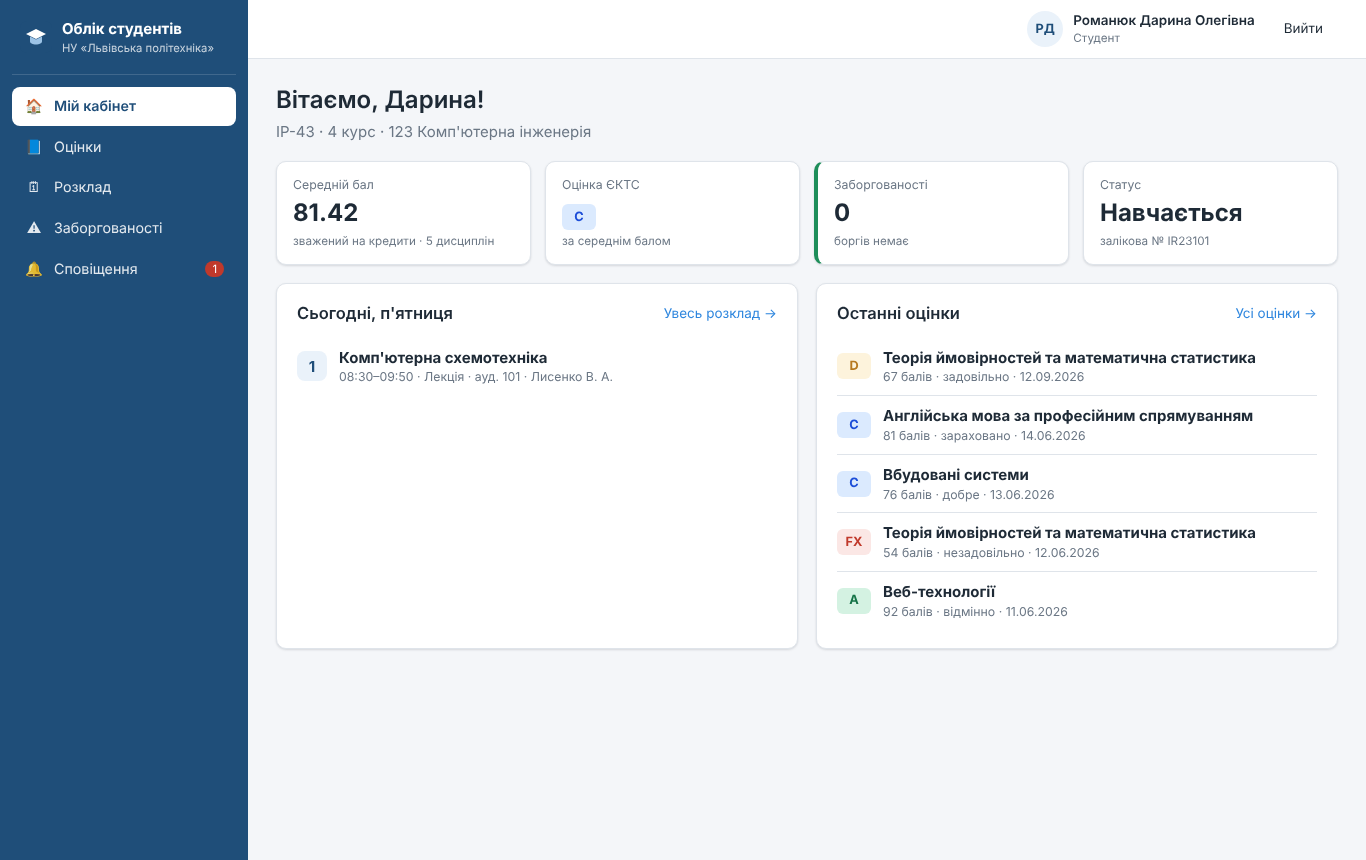 Облік студентів
НУ «Львівська політехніка»
Мій кабінет
Оцінки
Розклад
Заборгованості
Сповіщення 1
РД Романюк Дарина Олегівна
Студент
Вийти
Вітаємо, Дарина!
ІР-43 · 4 курс · 123 Комп'ютерна інженерія
Середній бал
81.42
зважений на кредити · 5 дисциплін
Оцінка ЄКТС
C
за середнім балом
Заборгованості
0
боргів немає
Статус
Навчається
залікова № IR23101
Сьогодні, п'ятниця Увесь розклад →
1 Комп'ютерна схемотехніка
08:30–09:50 · Лекція · ауд. 101 · Лисенко В. А.
Останні оцінки Усі оцінки →
D Теорія ймовірностей та математична статистика
67 балів · задовільно · 12.09.2026
C Англійська мова за професійним спрямуванням
81 балів · зараховано · 14.06.2026
C Вбудовані системи
76 балів · добре · 13.06.2026
FX Теорія ймовірностей та математична статистика
54 балів · незадовільно · 12.06.2026
A Веб-технології
92 балів · відмінно · 11.06.2026